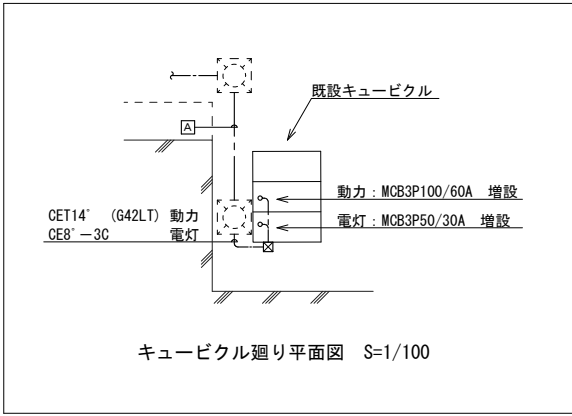 既設キュービクル
A
動力：MCB3P100/60A 増設
CET14゜ (G42LT) 動力
電灯：MCB3P50/30A 増設
CE8゜－3C 電灯
キュービクル廻り平面図 S=1/100